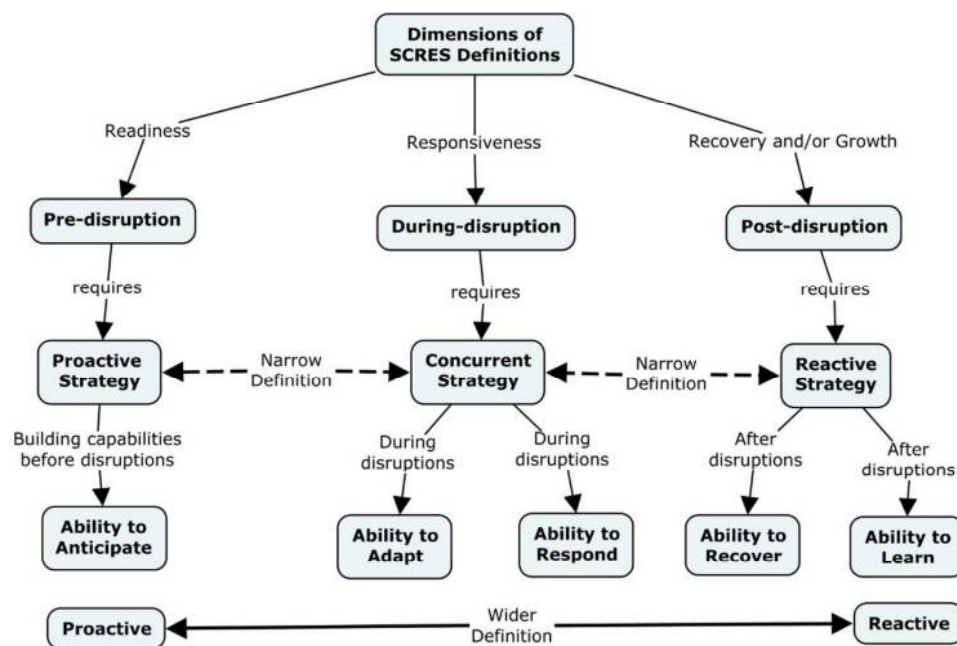 Dimensions of
SCRES Definitions
Readiness
Responsiveness
Recovery and/or Growth
Pre-disruption
During-disruption
Post-disruption
requires
requires
requires
Proactive
Strategy
Narrow
Definition
Concurrent
Strategy
Narrow
Definition
Reactive
Strategy
Building capabilities
before disruptions
During
disruptions
During
disruptions
After
disruptions
After
disruptions
Ability to
Anticipate
Ability to
Adapt
Ability to
Respond
Ability to
Recover
Ability to
Learn
Proactive
Wider
Definition
Reactive